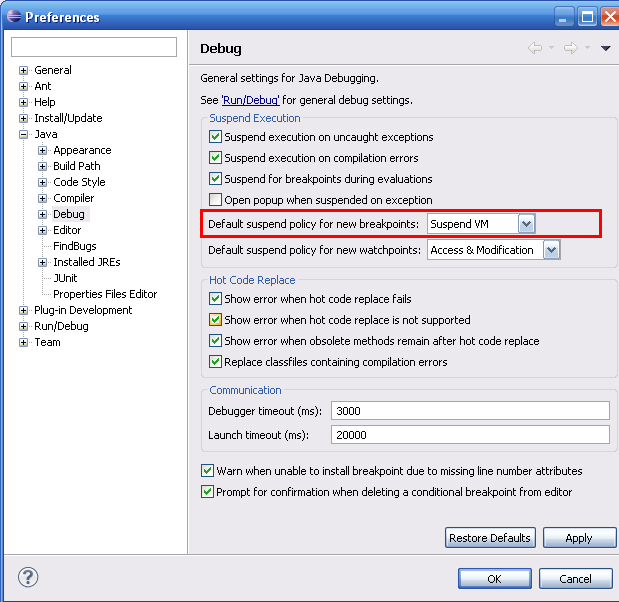 Preferences
Debug
General
Ant
Help
Install/Update
Java
Appearance
Build Path
Code Style
Compiler
Debug
Editor
FindBugs
Installed JREs
JUnit
Properties Files Editor
Plug-in Development
Run/Debug
Team
General settings for Java Debugging.
See 'Run/Debug' for general debug settings.
Suspend Execution
Suspend execution on uncaught exceptions
Suspend execution on compilation errors
Suspend for breakpoints during evaluations
Open popup when suspended on exception
Default suspend policy for new breakpoints: Suspend VM
Default suspend policy for new watchpoints: Access & Modification
Hot Code Replace
Show error when hot code replace fails
Show error when hot code replace is not supported
Show error when obsolete methods remain after hot code replace
Replace classfiles containing compilation errors
Communication
Debugger timeout (ms): 3000
Launch timeout (ms): 20000
Warn when unable to install breakpoint due to missing line number attributes
Prompt for confirmation when deleting a conditional breakpoint from editor
Restore Defaults Apply
? OK Cancel